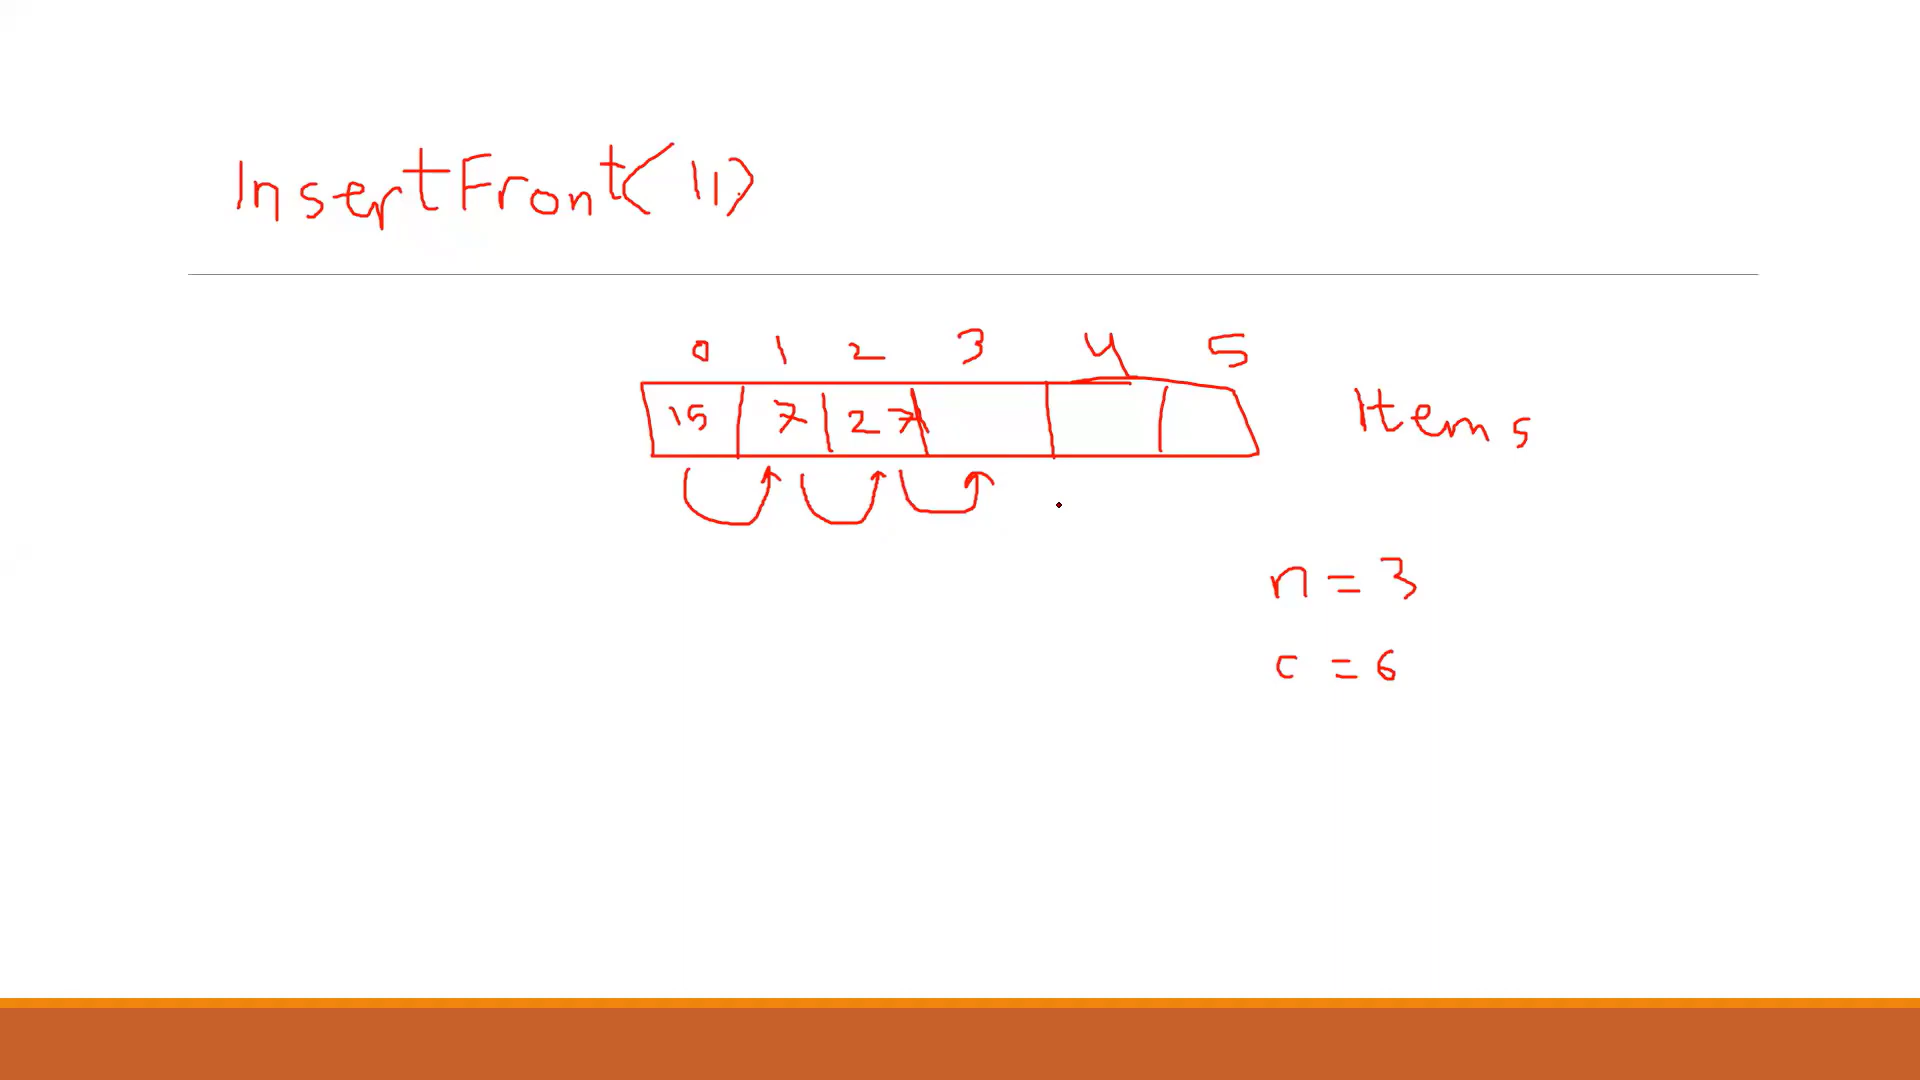 InsertFront(11)
0 1 2 3 4 5
15 7 27
Items
n = 3
c = 6